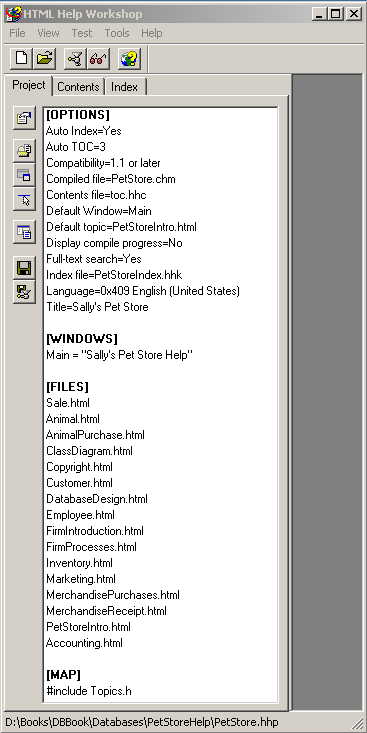 HTML Help Workshop
File View Test Tools Help
Project Contents Index
[OPTIONS]
Auto Index=Yes
Auto TOC=3
Compatibility=1.1 or later
Compiled file=PetStore.chm
Contents file=toc.hhc
Default Window=Main
Default topic=PetStoreIntro.html
Display compile progress=No
Full-text search=Yes
Index file=PetStoreIndex.hhk
Language=0x409 English (United States)
Title=Sally's Pet Store
[WINDOWS]
Main = "Sally's Pet Store Help"
[FILES]
Sale.html
Animal.html
AnimalPurchase.html
ClassDiagram.html
Copyright.html
Customer.html
DatabaseDesign.html
Employee.html
FirmIntroduction.html
FirmProcesses.html
Inventory.html
Marketing.html
MerchandisePurchases.html
MerchandiseReceipt.html
PetStoreIntro.html
Accounting.html
[MAP]
#include Topics.h
D:\Books\DBBook\Databases\PetStoreHelp\PetStore.hhp